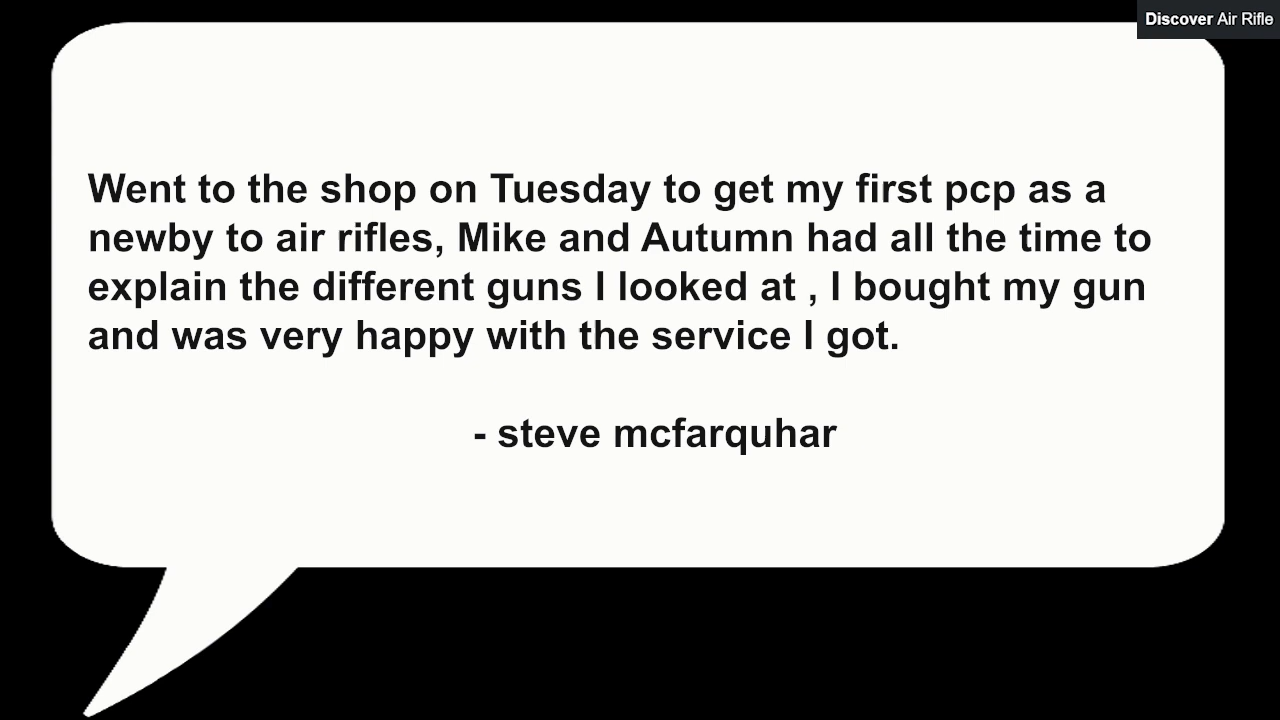 Discover Air Rifle
Went to the shop on Tuesday to get my first pcp as a
newby to air rifles, Mike and Autumn had all the time to
explain the different guns I looked at , I bought my gun
and was very happy with the service I got.
- steve mcfarquhar